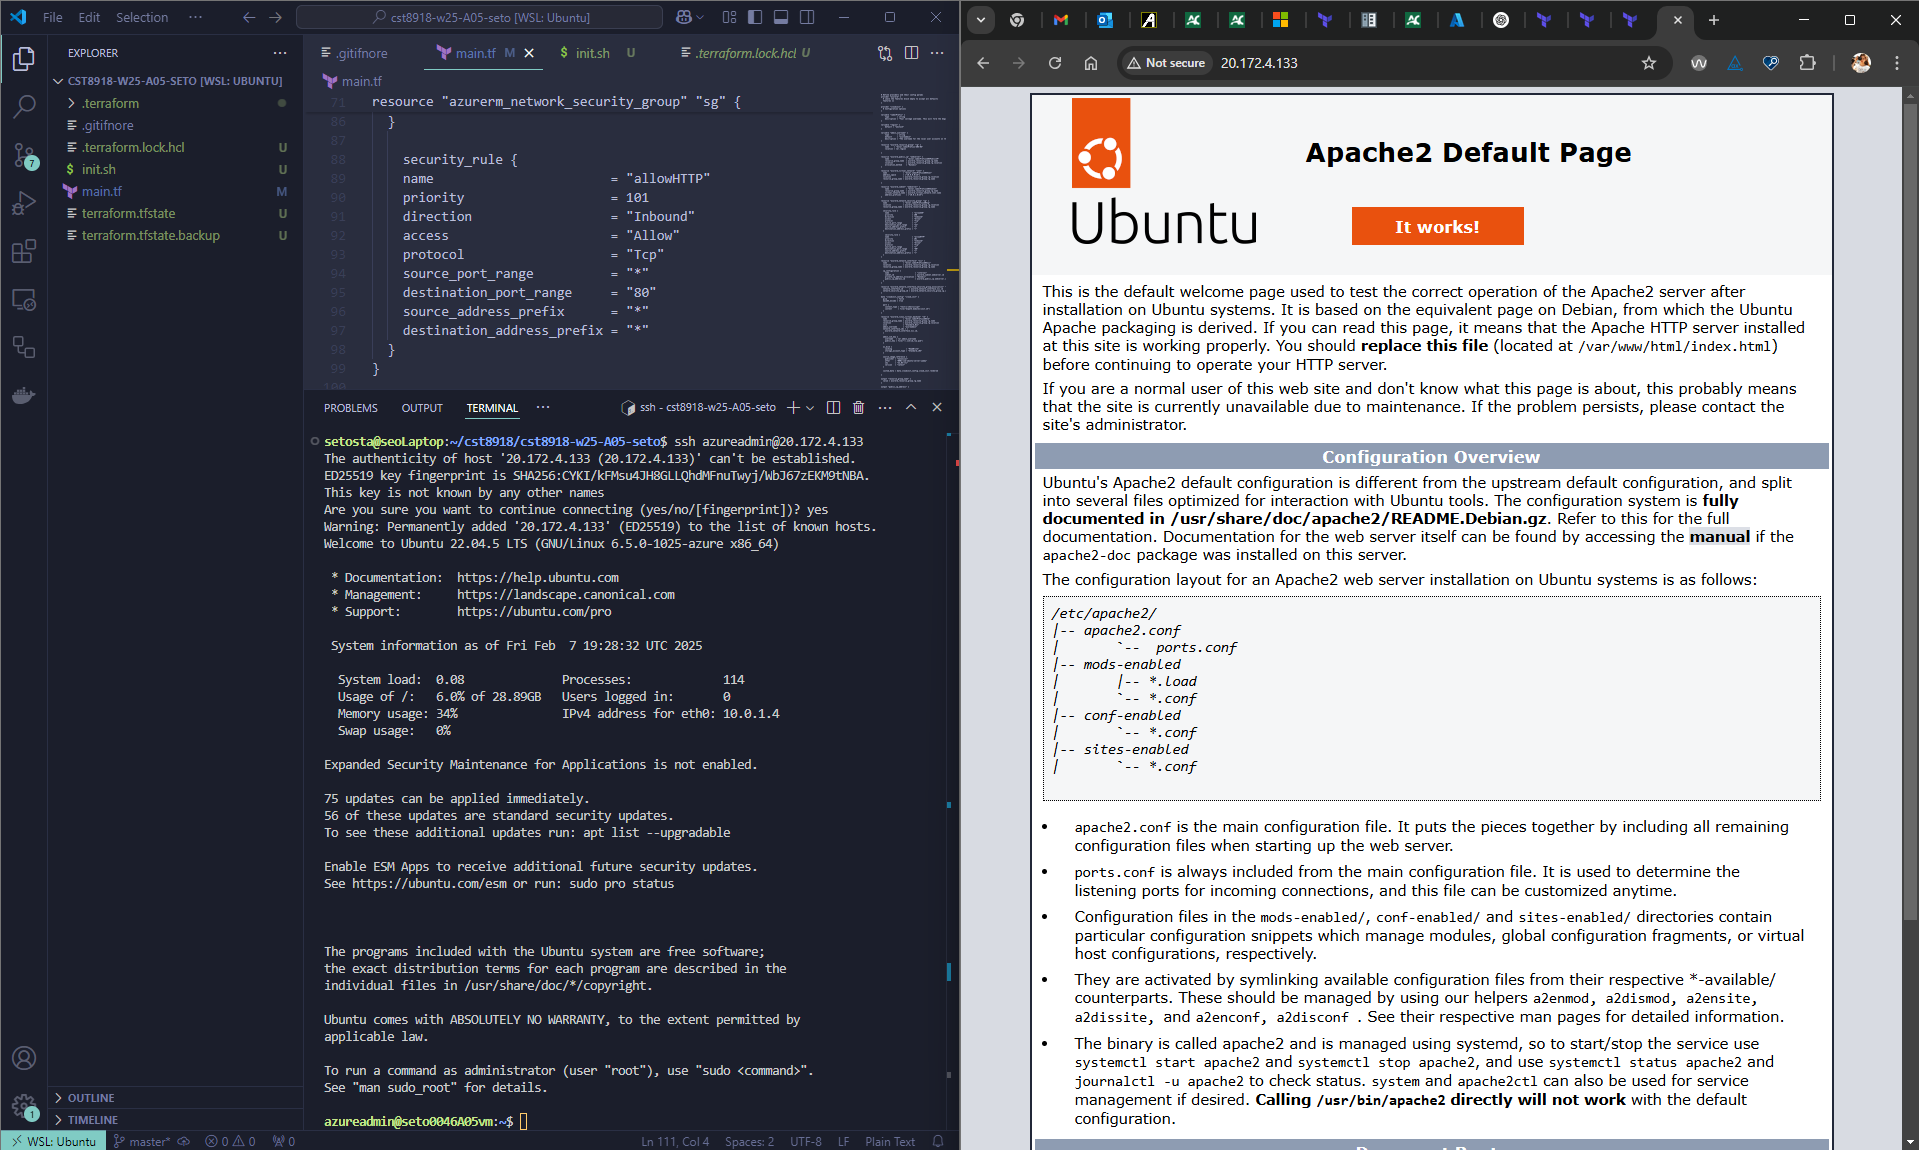 File Edit Selection ···
cst8918-w25-A05-seto [WSL: Ubuntu]
EXPLORER
CST8918-W25-A05-SETO [WSL: UBUNTU]
.terraform
.gitifnore
.terraform.lock.hcl U
$ init.sh U
main.tf M
terraform.tfstate U
terraform.tfstate.backup U
OUTLINE
TIMELINE
7
1
.gitifnore
main.tf M
$ init.sh U
.terraform.lock.hcl U
main.tf
71 resource "azurerm_network_security_group" "sg" {
86 }
87
88 security_rule {
89 name = "allowHTTP"
90 priority = 101
91 direction = "Inbound"
92 access = "Allow"
93 protocol = "Tcp"
94 source_port_range = "*"
95 destination_port_range = "80"
96 source_address_prefix = "*"
97 destination_address_prefix = "*"
98 }
99 }
100
PROBLEMS OUTPUT TERMINAL ···
ssh - cst8918-w25-A05-seto
setosta@seoLaptop:~/cst8918/cst8918-w25-A05-seto$ ssh azureadmin@20.172.4.133
The authenticity of host '20.172.4.133 (20.172.4.133)' can't be established.
ED25519 key fingerprint is SHA256:CYKI/kFMsu4JH8GLLQhdMFnuTwyj/WbJ67zEKM9tNBA.
This key is not known by any other names
Are you sure you want to continue connecting (yes/no/[fingerprint])? yes
Warning: Permanently added '20.172.4.133' (ED25519) to the list of known hosts.
Welcome to Ubuntu 22.04.5 LTS (GNU/Linux 6.5.0-1025-azure x86_64)
* Documentation: https://help.ubuntu.com
* Management: https://landscape.canonical.com
* Support: https://ubuntu.com/pro
System information as of Fri Feb 7 19:28:32 UTC 2025
System load: 0.08 Processes: 114
Usage of /: 6.0% of 28.89GB Users logged in: 0
Memory usage: 34% IPv4 address for eth0: 10.0.1.4
Swap usage: 0%
Expanded Security Maintenance for Applications is not enabled.
75 updates can be applied immediately.
56 of these updates are standard security updates.
To see these additional updates run: apt list --upgradable
Enable ESM Apps to receive additional future security updates.
See https://ubuntu.com/esm or run: sudo pro status
The programs included with the Ubuntu system are free software;
the exact distribution terms for each program are described in the
individual files in /usr/share/doc/*/copyright.
Ubuntu comes with ABSOLUTELY NO WARRANTY, to the extent permitted by
applicable law.
To run a command as administrator (user "root"), use "sudo <command>".
See "man sudo_root" for details.
azureadmin@seto0046A05vm:~$
WSL: Ubuntu master* 0 0 0 Ln 111, Col 4 Spaces: 2 UTF-8 LF Plain Text
Not secure 20.172.4.133
Ubuntu
Apache2 Default Page
It works!
This is the default welcome page used to test the correct operation of the Apache2 server after
installation on Ubuntu systems. It is based on the equivalent page on Debian, from which the Ubuntu
Apache packaging is derived. If you can read this page, it means that the Apache HTTP server installed
at this site is working properly. You should replace this file (located at /var/www/html/index.html)
before continuing to operate your HTTP server.
If you are a normal user of this web site and don't know what this page is about, this probably means
that the site is currently unavailable due to maintenance. If the problem persists, please contact the
site's administrator.
Configuration Overview
Ubuntu's Apache2 default configuration is different from the upstream default configuration, and split
into several files optimized for interaction with Ubuntu tools. The configuration system is fully
documented in /usr/share/doc/apache2/README.Debian.gz. Refer to this for the full
documentation. Documentation for the web server itself can be found by accessing the manual if the
apache2-doc package was installed on this server.
The configuration layout for an Apache2 web server installation on Ubuntu systems is as follows:
/etc/apache2/
|-- apache2.conf
| `-- ports.conf
|-- mods-enabled
| |-- *.load
| `-- *.conf
|-- conf-enabled
| `-- *.conf
|-- sites-enabled
| `-- *.conf
• apache2.conf is the main configuration file. It puts the pieces together by including all remaining
configuration files when starting up the web server.
• ports.conf is always included from the main configuration file. It is used to determine the
listening ports for incoming connections, and this file can be customized anytime.
• Configuration files in the mods-enabled/, conf-enabled/ and sites-enabled/ directories contain
particular configuration snippets which manage modules, global configuration fragments, or virtual
host configurations, respectively.
• They are activated by symlinking available configuration files from their respective *-available/
counterparts. These should be managed by using our helpers a2enmod, a2dismod, a2ensite,
a2dissite, and a2enconf, a2disconf . See their respective man pages for detailed information.
• The binary is called apache2 and is managed using systemd, so to start/stop the service use
systemctl start apache2 and systemctl stop apache2, and use systemctl status apache2 and
journalctl -u apache2 to check status. system and apache2ctl can also be used for service
management if desired. Calling /usr/bin/apache2 directly will not work with the default
configuration.